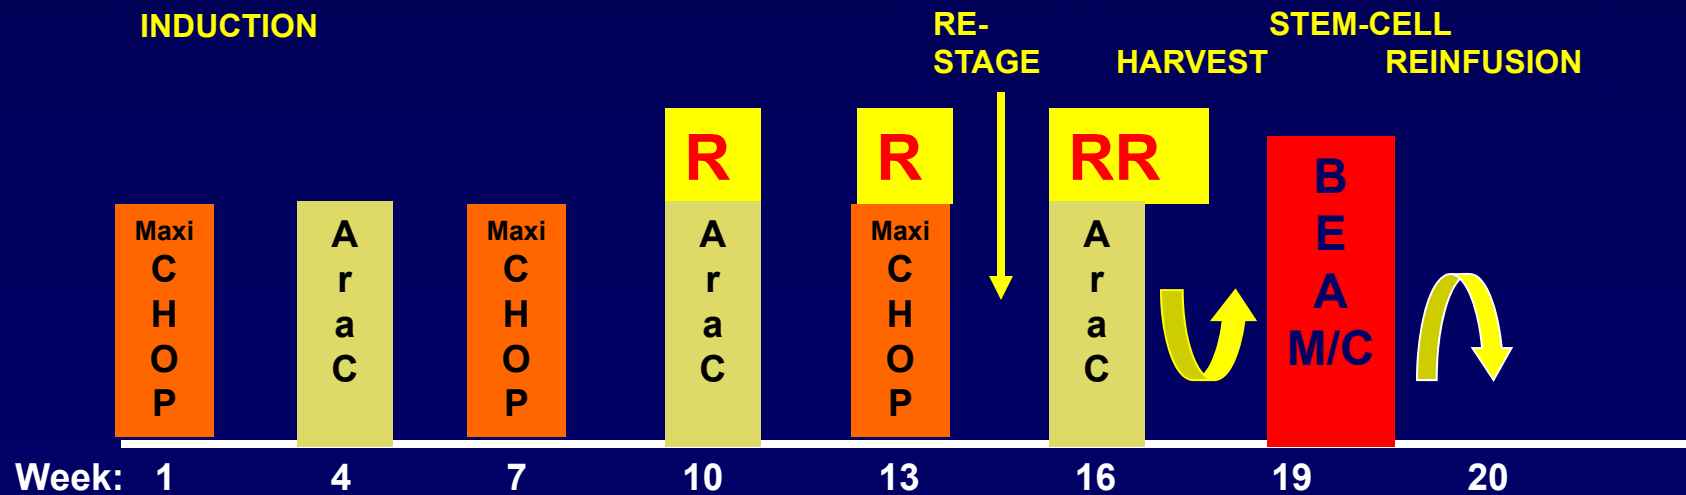 INDUCTION
RE-
STAGE
STEM-CELL
HARVEST REINFUSION
R
R
RR
Maxi
C
H
O
P
A
r
a
C
Maxi
C
H
O
P
A
r
a
C
Maxi
C
H
O
P
A
r
a
C
B
E
A
M/C
Week: 1 4 7 10 13 16 19 20